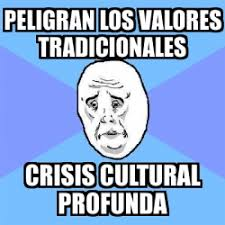 PELIGRAN LOS VALORES
TRADICIONALES
CRISIS CULTURAL
PROFUNDA